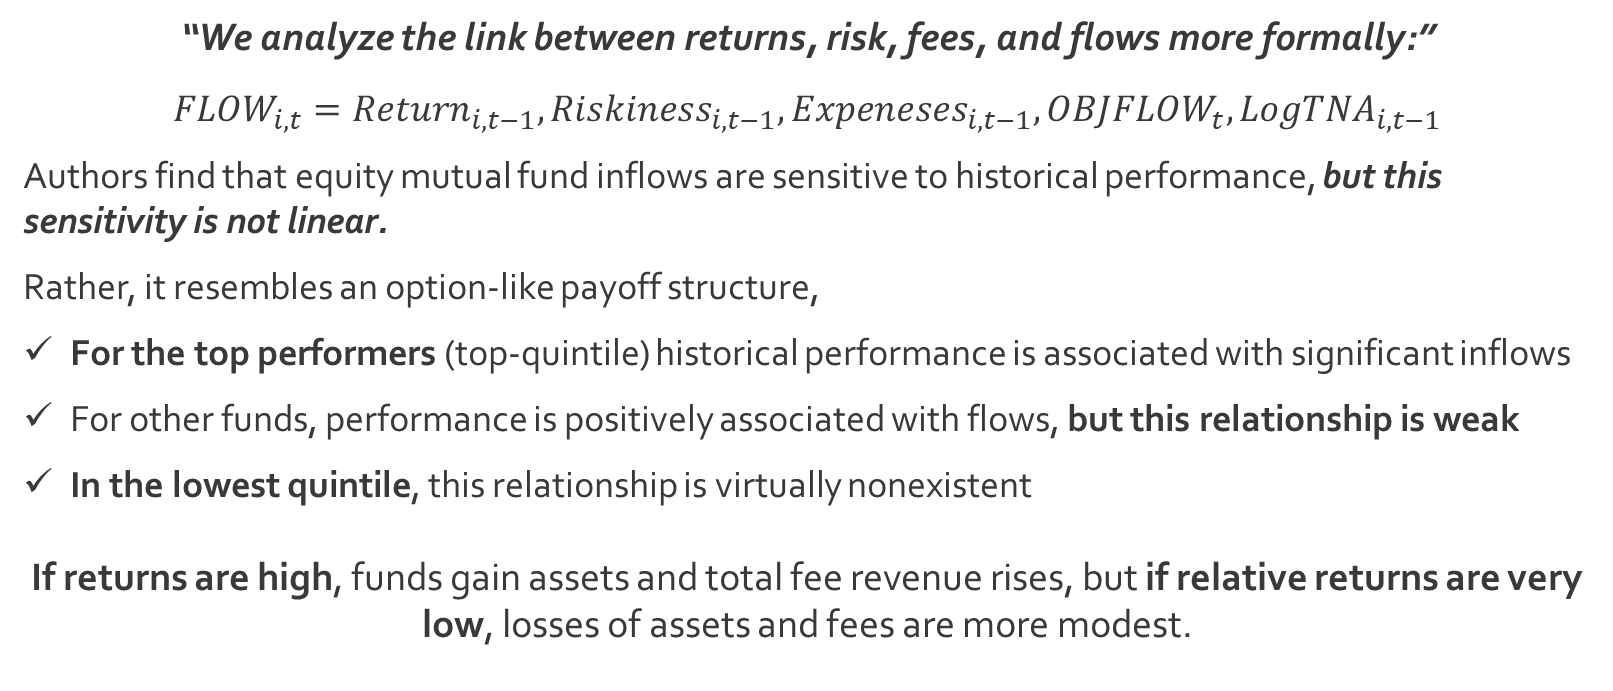 “We analyze the link between returns, risk, fees, and flows more formally:”
FLOW_{i,t} = Return_{i,t−1}, Riskiness_{i,t−1}, Expeneses_{i,t−1}, OBJFLOW_t, LogTNA_{i,t−1}
Authors find that equity mutual fund inflows are sensitive to historical performance, but this
sensitivity is not linear.
Rather, it resembles an option-like payoff structure,
✓ For the top performers (top-quintile) historical performance is associated with significant inflows
✓ For other funds, performance is positively associated with flows, but this relationship is weak
✓ In the lowest quintile, this relationship is virtually nonexistent
If returns are high, funds gain assets and total fee revenue rises, but if relative returns are very
low, losses of assets and fees are more modest.